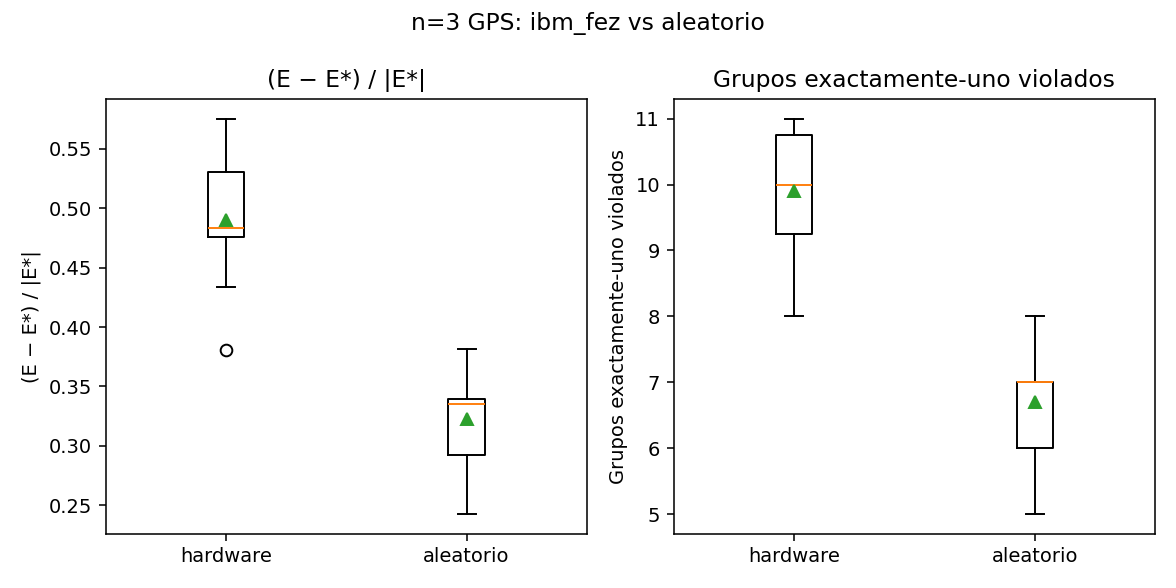 n=3 GPS: ibm_fez vs aleatorio
(E − E*) / |E*|
(E − E*) / |E*|
0.55
0.50
0.45
0.40
0.35
0.30
0.25
hardware
aleatorio
Grupos exactamente-uno violados
Grupos exactamente-uno violados
11
10
9
8
7
6
5
hardware
aleatorio